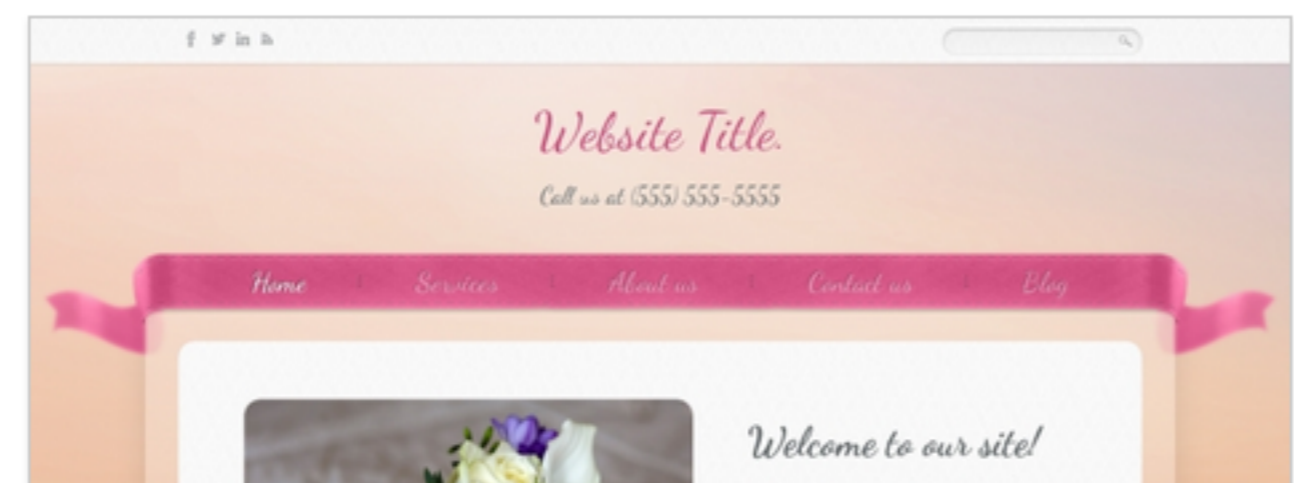 Website Title.
Call us at (555) 555-5555
Home Services About us Contact us Blog
Welcome to our site!